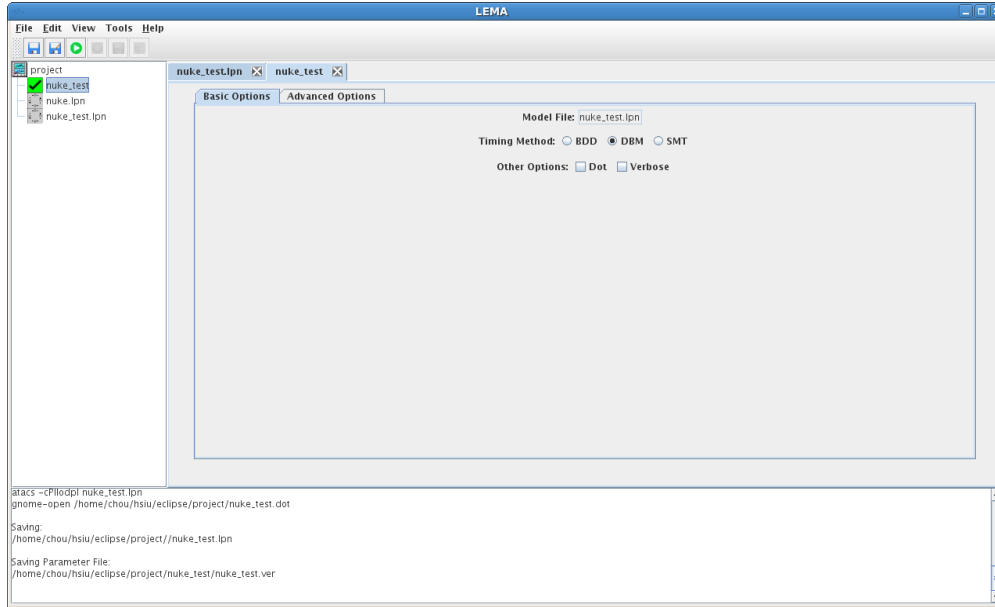 LEMA
File Edit View Tools Help
project
nuke_test
nuke.lpn
nuke_test.lpn
nuke_test.lpn nuke_test
Basic Options Advanced Options
Model File: nuke_test.lpn
Timing Method: BDD DBM SMT
Other Options: Dot Verbose
atacs -cPllodpl nuke_test.lpn
gnome-open /home/chou/hsiu/eclipse/project/nuke_test.dot
Saving:
/home/chou/hsiu/eclipse/project//nuke_test.lpn
Saving Parameter File:
/home/chou/hsiu/eclipse/project/nuke_test/nuke_test.ver